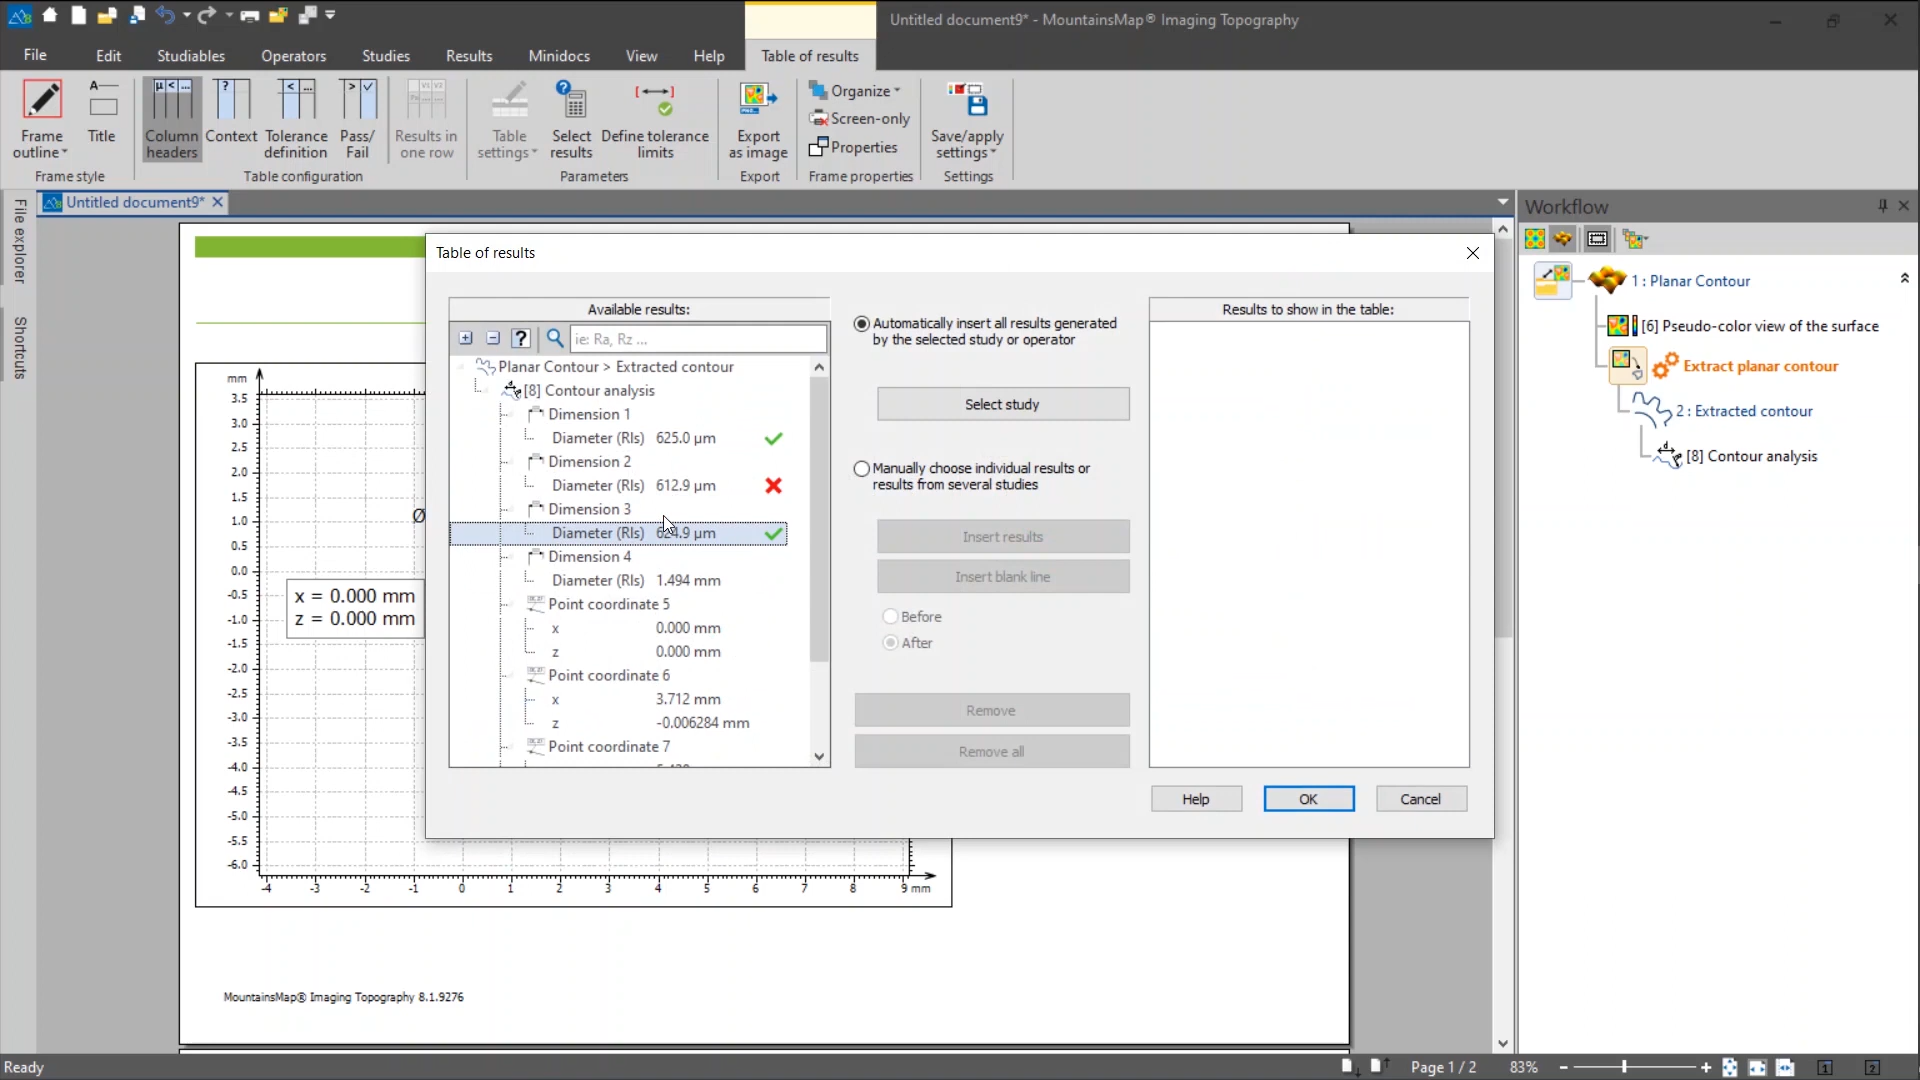 Untitled document9* - MountainsMap® Imaging Topography
File Edit Studiables Operators Studies Results Minidocs View Help Table of results
Frame outline Title Column headers Context Tolerance definition Pass/ Fail Results in one row Table settings Select results Define tolerance limits Export as image Organize Screen-only Properties Save/apply settings
Frame style Table configuration Parameters Export Frame properties Settings
File explorer
Shortcuts
Untitled document9*
Workflow
1 : Planar Contour
[6] Pseudo-color view of the surface
Extract planar contour
2 : Extracted contour
[8] Contour analysis
Table of results
Available results:
ie: Ra, Rz ...
Planar Contour > Extracted contour
[8] Contour analysis
Dimension 1
Diameter (Rls) 625.0 µm
Dimension 2
Diameter (Rls) 612.9 µm
Dimension 3
Diameter (Rls) 624.9 µm
Dimension 4
Diameter (Rls) 1.494 mm
Point coordinate 5
x 0.000 mm
z 0.000 mm
Point coordinate 6
x 3.712 mm
z -0.006284 mm
Point coordinate 7
Automatically insert all results generated
by the selected study or operator
Select study
Manually choose individual results or
results from several studies
Insert results
Insert blank line
Before
After
Remove
Remove all
Results to show in the table:
Help OK Cancel
mm
3.5
3.0
2.5
2.0
1.5
1.0
0.5
0.0
-0.5
-1.0
-1.5
-2.0
-2.5
-3.0
-3.5
-4.0
-4.5
-5.0
-5.5
-6.0
Ø
x = 0.000 mm
z = 0.000 mm
-4 -3 -2 -1 0 1 2 3 4 5 6 7 8 9 mm
MountainsMap® Imaging Topography 8.1.9276
Ready
Page 1 / 2 83% 1 2